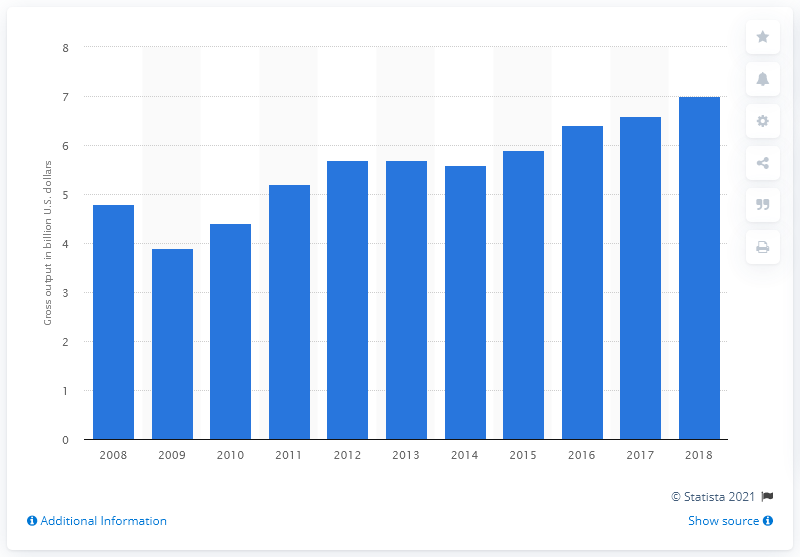 8
7
6
5
4
3
2
1
0
Gross output in billion U.S. dollars
2008 2009 2010 2011 2012 2013 2014 2015 2016 2017 2018
© Statista 2021
Additional Information
Show source